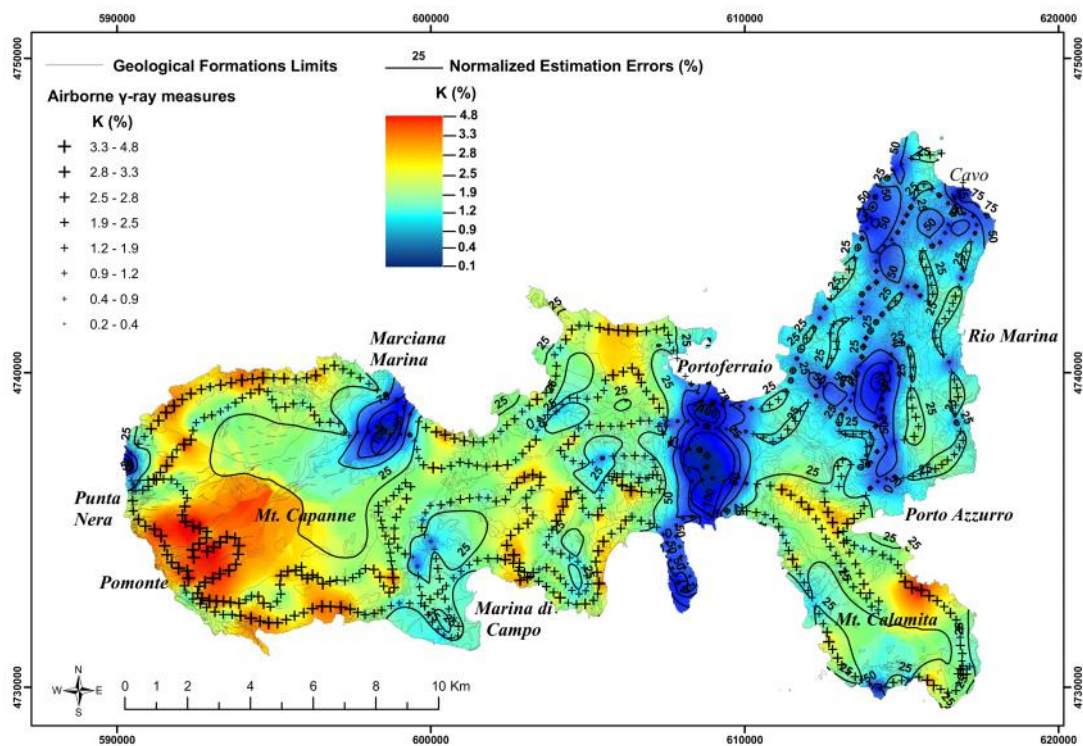 590000 600000 610000 620000
4750000 4750000
25
Geological Formations Limits Normalized Estimation Errors (%)
Airborne γ-ray measures
K (%) K (%)
3.3 - 4.8
2.8 - 3.3
2.5 - 2.8
1.9 - 2.5
1.2 - 1.9
0.9 - 1.2
0.4 - 0.9
0.2 - 0.4
4.8
3.3
2.8
2.5
1.9
1.2
0.9
0.4
0.1
Cavo
Rio Marina
Marciana
Marina
Portoferraio
4740000 4740000
Punta
Nera
Mt. Capanne
Porto Azzurro
Pomonte
Marina di
Campo
Mt. Calamita
N
W E
S
0 1 2 4 6 8 10 Km
4730000 4730000
590000 600000 610000 620000